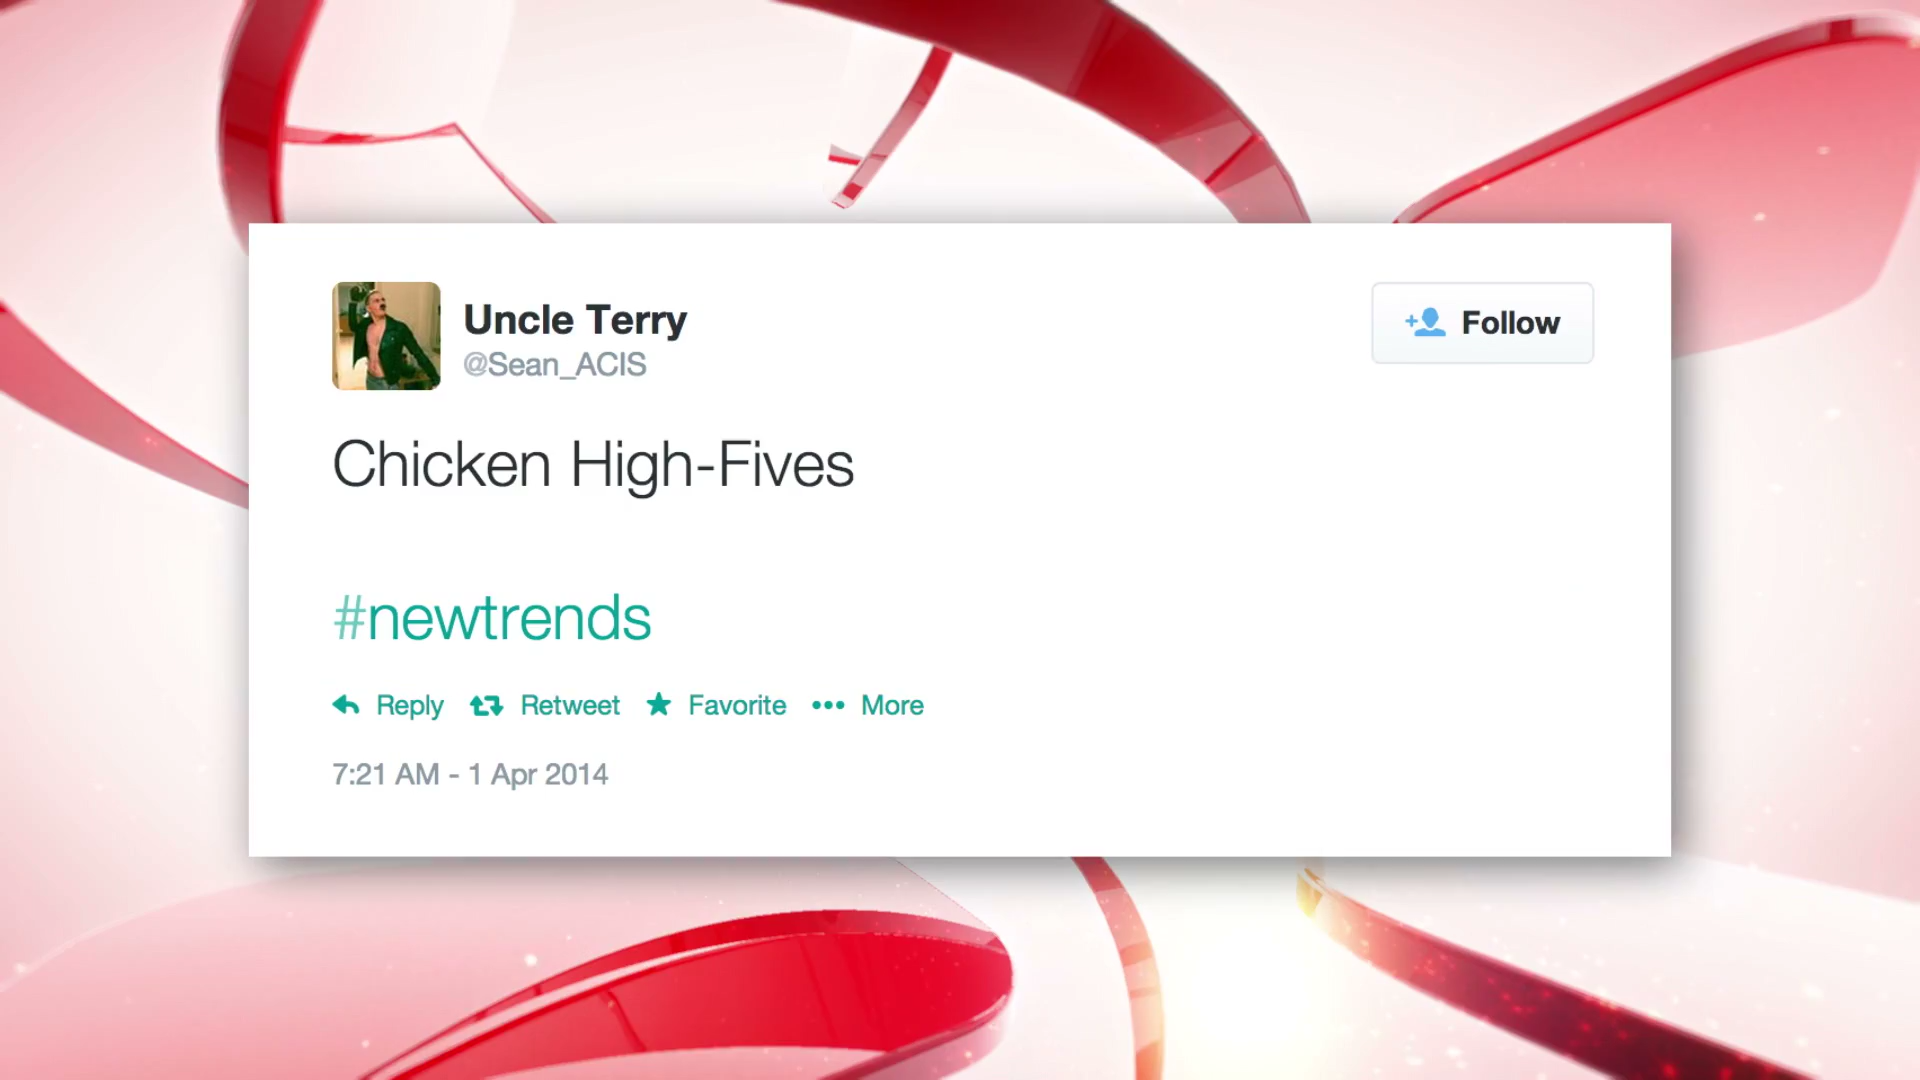 Uncle Terry
@Sean_ACIS
Follow
Chicken High-Fives
#newtrends
Reply Retweet Favorite More
7:21 AM - 1 Apr 2014